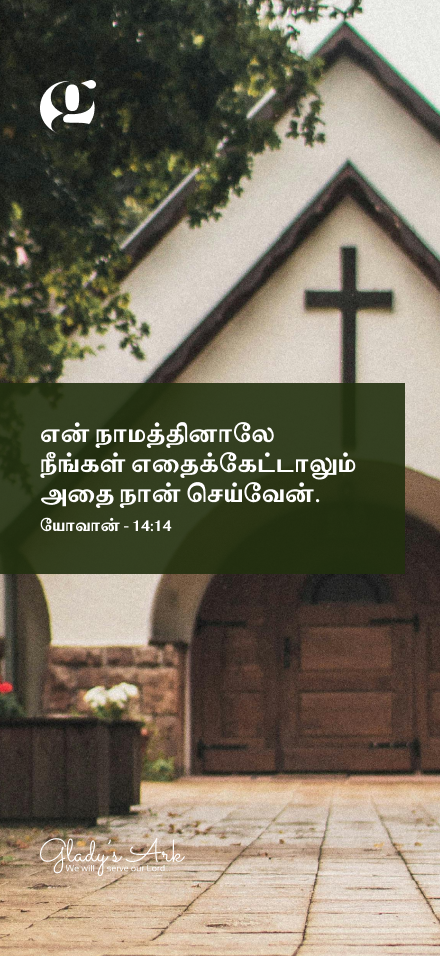 g
என் நாமத்தினாலே
நீங்கள் எதைக்கேட்டாலும்
அதை நான் செய்வேன்.
யோவான் - 14:14
Glady's Ark
We will serve our Lord